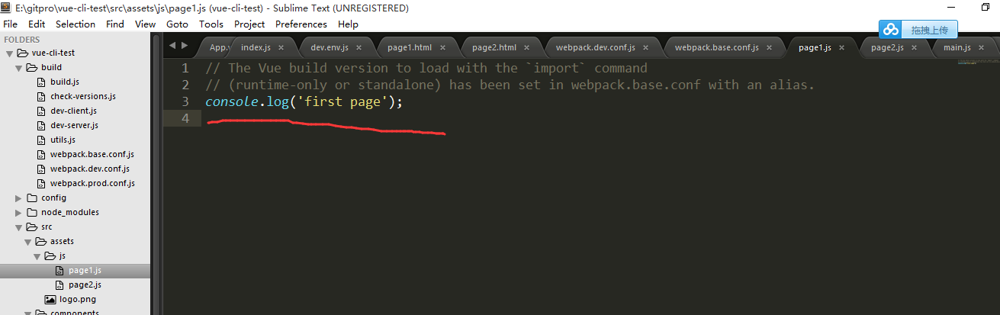 E:\gitpro\vue-cli-test\src\assets\js\page1.js (vue-cli-test) - Sublime Text (UNREGISTERED)
File Edit Selection Find View Goto Tools Project Preferences Help
拖拽上传
FOLDERS
vue-cli-test
build
build.js
check-versions.js
dev-client.js
dev-server.js
utils.js
webpack.base.conf.js
webpack.dev.conf.js
webpack.prod.conf.js
config
node_modules
src
assets
js
page1.js
page2.js
logo.png
components
App.v index.js dev.env.js page1.html page2.html webpack.dev.conf.js webpack.base.conf.js page1.js page2.js main.js
1 // The Vue build version to load with the `import` command
2 // (runtime-only or standalone) has been set in webpack.base.conf with an alias.
3 console.log('first page');
4